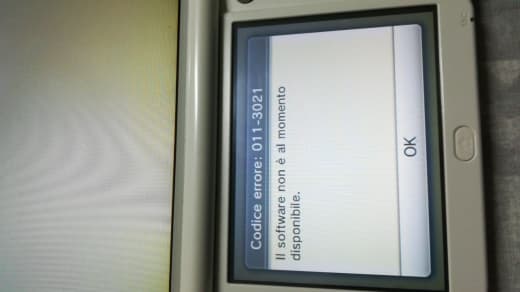 Codice errore: 011-3021
Il software non è al momento
disponibile.
OK